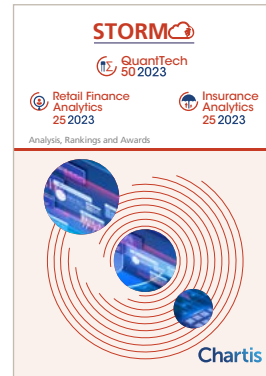 STORM
QuantTech
50 2023
Retail Finance
Analytics
25 2023
Insurance
Analytics
25 2023
Analysis, Rankings and Awards
Chartis